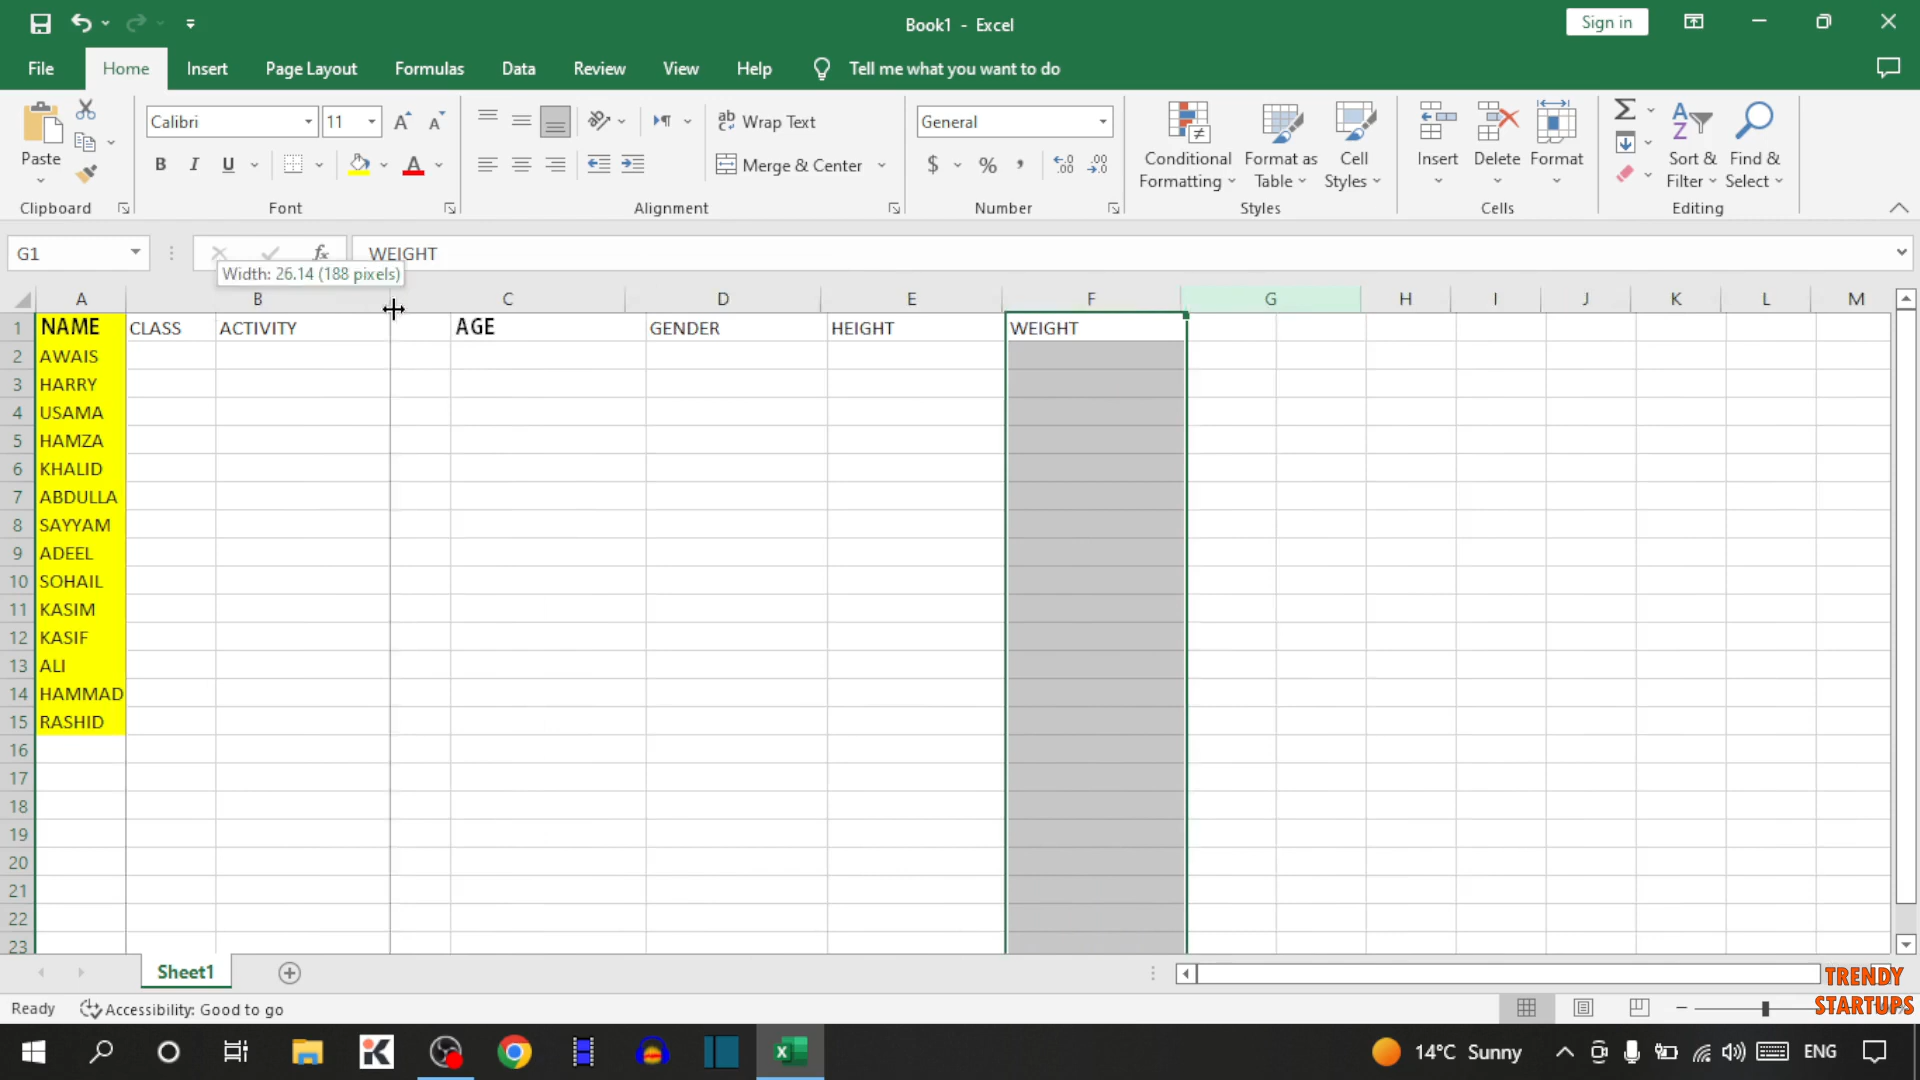 Book1 - Excel
Sign in
File Home Insert Page Layout Formulas Data Review View Help Tell me what you want to do
Calibri 11 Wrap Text General
Paste B I U Merge & Center $ % , Conditional Formatting Format as Table Cell Styles Insert Delete Format Sort & Filter Find & Select
Clipboard Font Alignment Number Styles Cells Editing
G1 fx WEIGHT
Width: 26.14 (188 pixels)
A B C D E F G H I J K L M
1 NAME CLASS ACTIVITY AGE GENDER HEIGHT WEIGHT
2 AWAIS
3 HARRY
4 USAMA
5 HAMZA
6 KHALID
7 ABDULLA
8 SAYYAM
9 ADEEL
10 SOHAIL
11 KASIM
12 KASIF
13 ALI
14 HAMMAD
15 RASHID
16
17
18
19
20
21
22
23
Sheet1
TRENDY
STARTUPS
Ready Accessibility: Good to go
14°C Sunny ENG